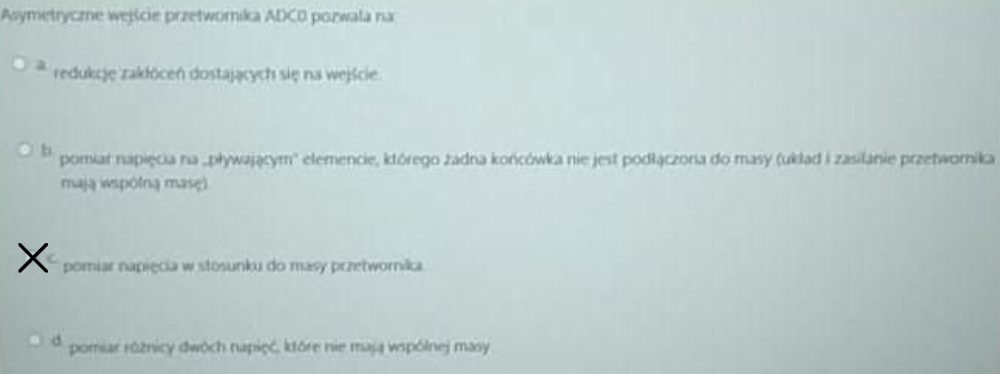 Asymetryczne wejście przetwornika ADC0 pozwala na:
a. redukcję zakłóceń dostających się na wejście.
b. pomiar napięcia na „pływającym" elemencie, którego żadna końcówka nie jest podłączona do masy (układ i zasilanie przetwornika
mają wspólną masę).
c. pomiar napięcia w stosunku do masy przetwornika.
d. pomiar różnicy dwóch napięć, które nie mają wspólnej masy.